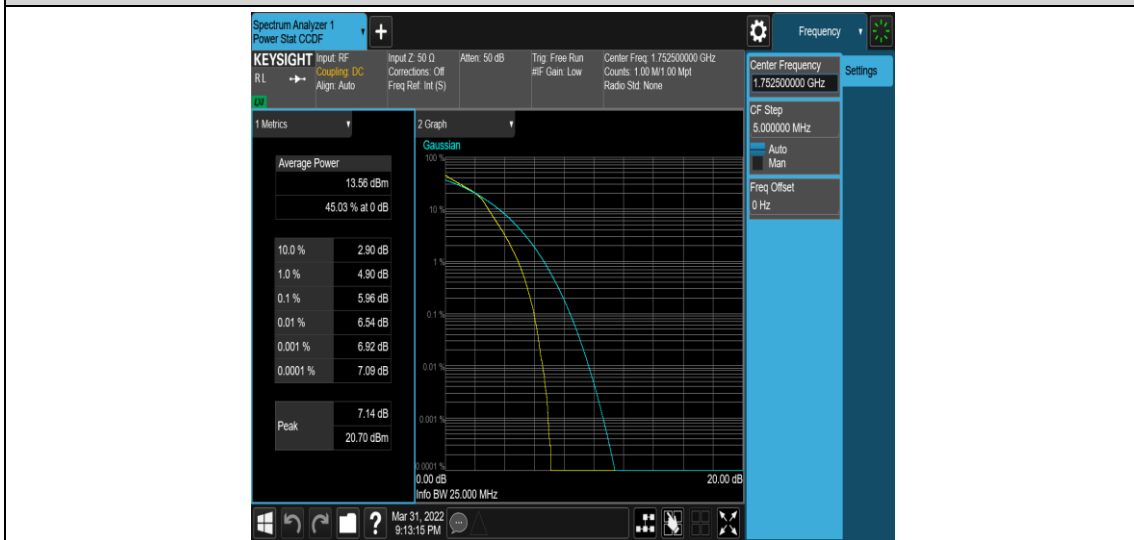 Spectrum Analyzer 1
Power Stat CCDF
+
Frequency
KEYSIGHT
RL
Input: RF
Coupling: DC
Align: Auto
Input Z: 50 Ω
Corrections: Off
Freq Ref: Int (S)
Atten: 50 dB
Trig: Free Run
#IF Gain: Low
Center Freq: 1.752500000 GHz
Counts: 1.00 M/1.00 Mpt
Radio Std: None
Center Frequency
1.752500000 GHz
Settings
CF Step
5.000000 MHz
Auto
Man
Freq Offset
0 Hz
1 Metrics
Average Power
13.56 dBm
45.03 % at 0 dB
10.0 % 2.90 dB
1.0 % 4.90 dB
0.1 % 5.96 dB
0.01 % 6.54 dB
0.001 % 6.92 dB
0.0001 % 7.09 dB
Peak
7.14 dB
20.70 dBm
2 Graph
Gaussian
100 %
10 %
1 %
0.1 %
0.01 %
0.001 %
0.0001 %
0.00 dB 20.00 dB
Info BW 25.000 MHz
?
Mar 31, 2022
9:13:15 PM